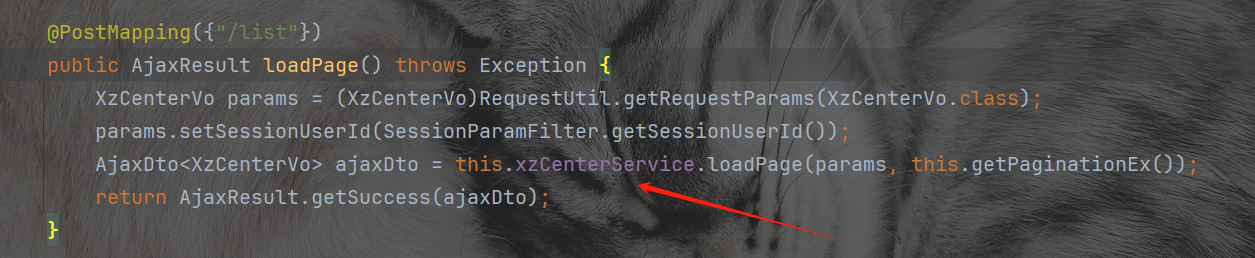 @PostMapping({"/list"})
public AjaxResult loadPage() throws Exception {
XzCenterVo params = (XzCenterVo)RequestUtil.getRequestParams(XzCenterVo.class);
params.setSessionUserId(SessionParamFilter.getSessionUserId());
AjaxDto<XzCenterVo> ajaxDto = this.xzCenterService.loadPage(params, this.getPaginationEx());
return AjaxResult.getSuccess(ajaxDto);
}